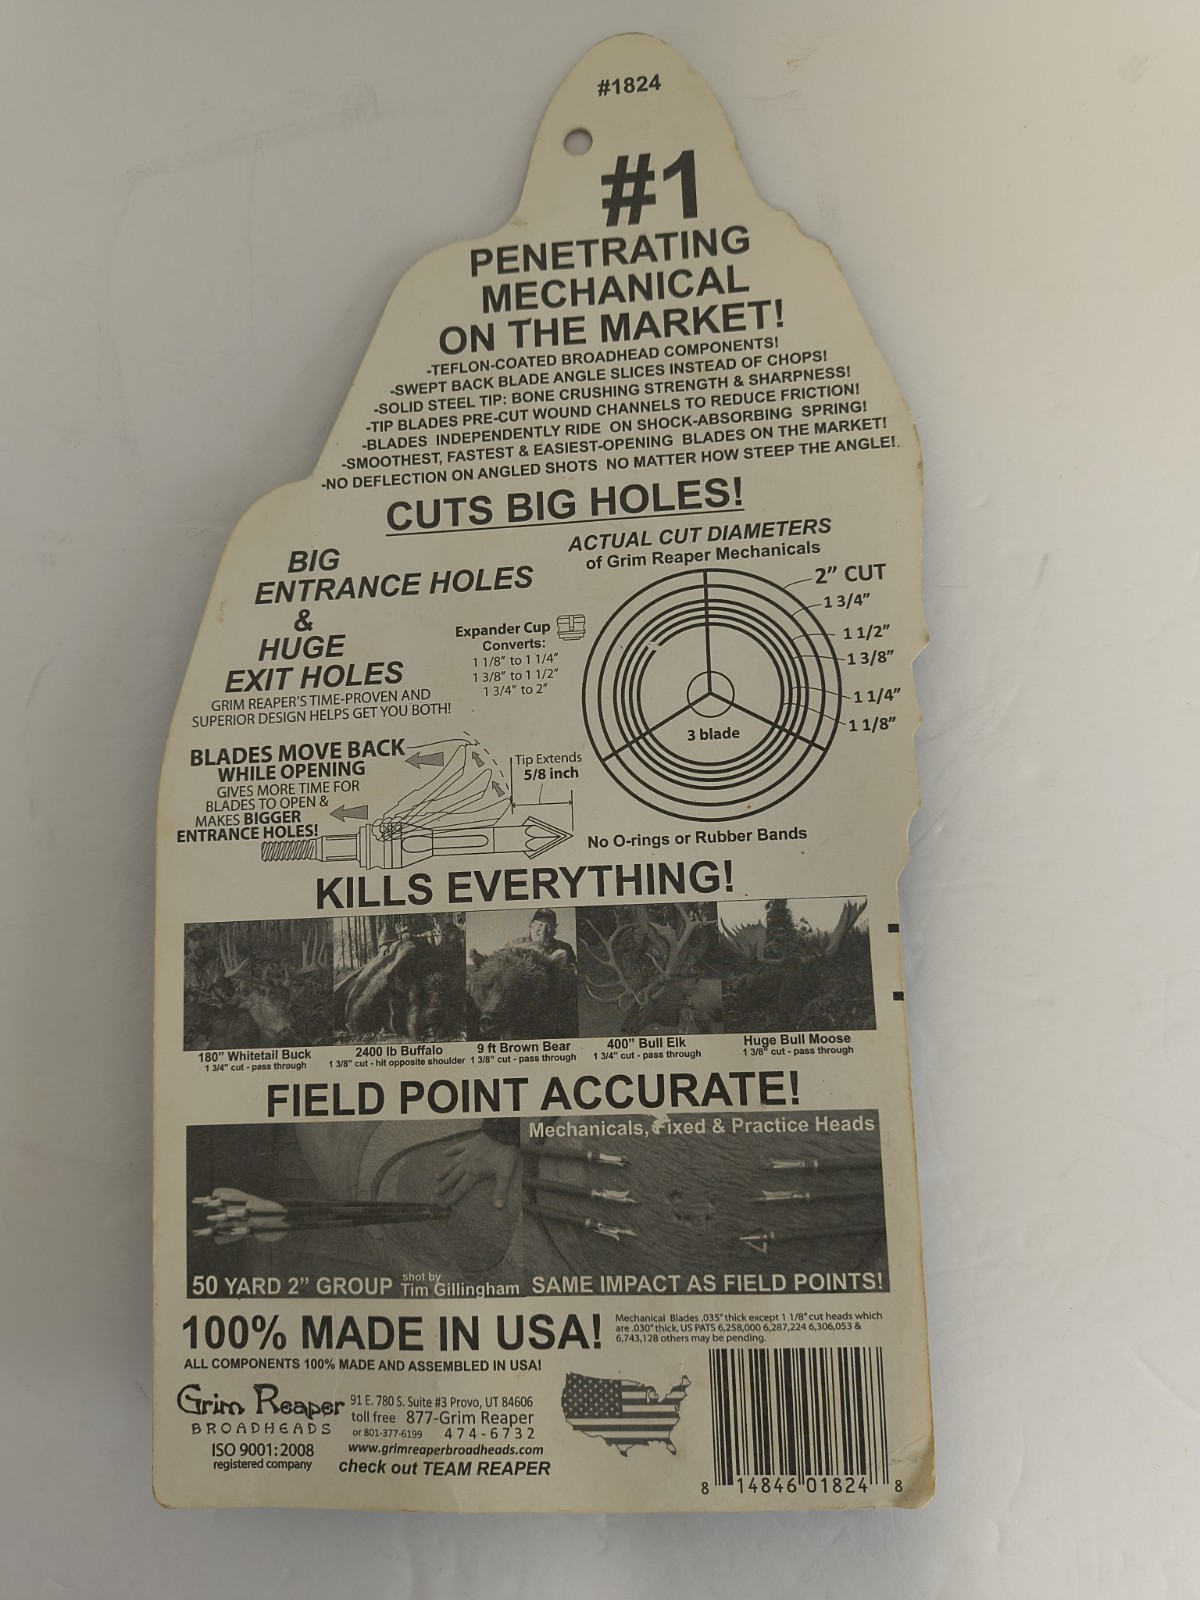 #1824
#1
PENETRATING
MECHANICAL
ON THE MARKET!
-TEFLON-COATED BROADHEAD COMPONENTS!
-SWEPT BACK BLADE ANGLE SLICES INSTEAD OF CHOPS!
-SOLID STEEL TIP: BONE CRUSHING STRENGTH & SHARPNESS!
-TIP BLADES PRE-CUT WOUND CHANNELS TO REDUCE FRICTION!
-BLADES INDEPENDENTLY RIDE ON SHOCK-ABSORBING SPRING!
-SMOOTHEST, FASTEST & EASIEST-OPENING BLADES ON THE MARKET!
-NO DEFLECTION ON ANGLED SHOTS NO MATTER HOW STEEP THE ANGLE!
CUTS BIG HOLES!
BIG
ENTRANCE HOLES
&
HUGE
EXIT HOLES
GRIM REAPER'S TIME-PROVEN AND
SUPERIOR DESIGN HELPS GET YOU BOTH!
ACTUAL CUT DIAMETERS
of Grim Reaper Mechanicals
2" CUT
1 3/4"
1 1/2"
1 3/8"
1 1/4"
1 1/8"
3 blade
Expander Cup
Converts:
1 1/8" to 1 1/4"
1 3/8" to 1 1/2"
1 3/4" to 2"
BLADES MOVE BACK
WHILE OPENING
GIVES MORE TIME FOR
BLADES TO OPEN &
MAKES BIGGER
ENTRANCE HOLES!
Tip Extends
5/8 inch
No O-rings or Rubber Bands
KILLS EVERYTHING!
180" Whitetail Buck
1 3/4" cut - pass through
2400 lb Buffalo
1 3/8" cut - hit opposite shoulder
9 ft Brown Bear
1 3/8" cut - pass through
400" Bull Elk
1 3/4" cut - pass through
Huge Bull Moose
1 3/8" cut - pass through
FIELD POINT ACCURATE!
Mechanicals, Fixed & Practice Heads
50 YARD 2" GROUP shot by Tim Gillingham
SAME IMPACT AS FIELD POINTS!
100% MADE IN USA!
ALL COMPONENTS 100% MADE AND ASSEMBLED IN USA!
Mechanical Blades .035" thick except 1 1/8" cut heads which
are .030" thick. US PATS 6,258,000 6,287,224 6,306,053 &
6,743,128 others may be pending.
Grim Reaper
BROADHEADS
ISO 9001:2008
registered company
91 E. 780 S. Suite #3 Provo, UT 84606
toll free 877-Grim Reaper
or 801-377-6199 474-6732
www.grimreaperbroadheads.com
check out TEAM REAPER
8 14846 01824 8